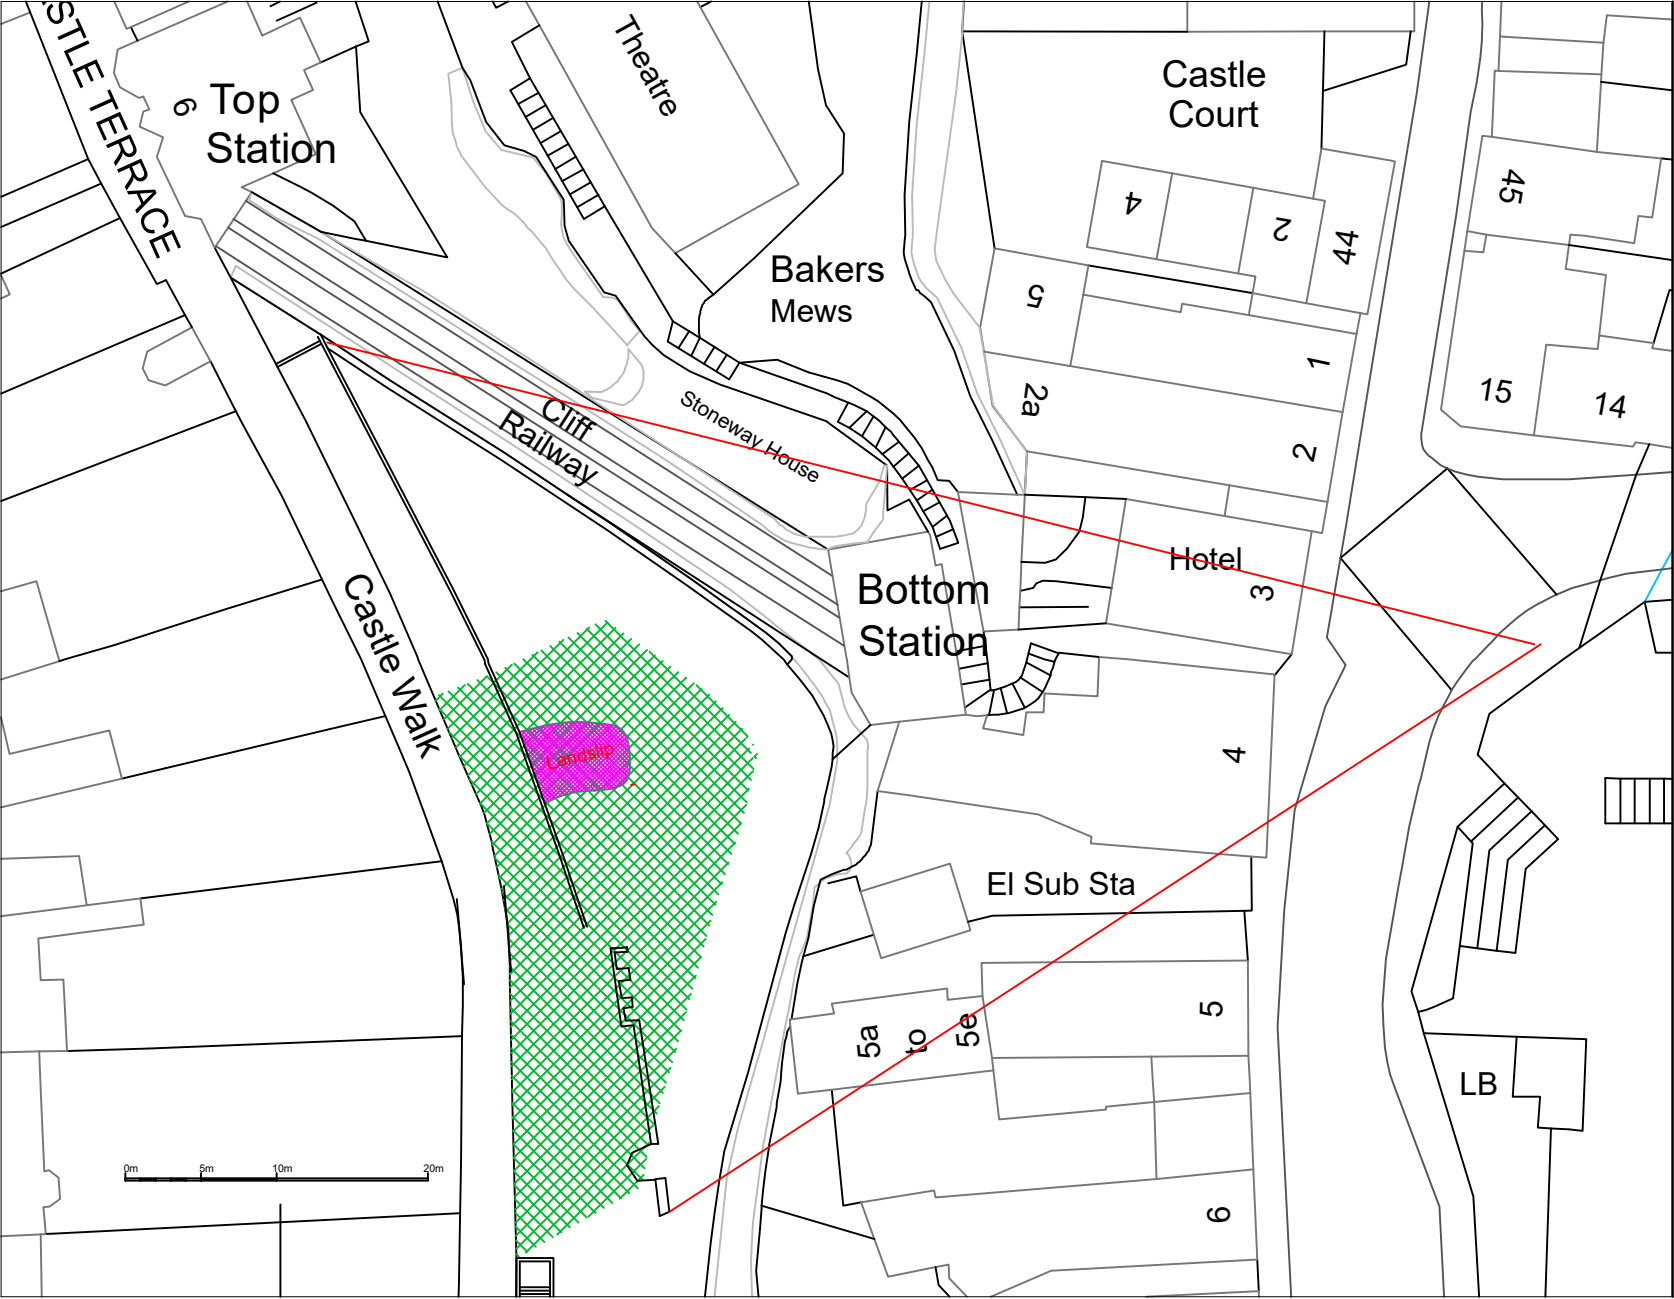 STLE TERRACE
6
Top
Station
Theatre
Castle
Court
4
2
44
45
Bakers
Mews
5
1
2a
2
15
14
Cliff
Railway
Stoneway House
Hotel
3
Bottom
Station
Castle Walk
Landslip
4
El Sub Sta
5
5a
to
5e
LB
6
0m 5m 10m 20m